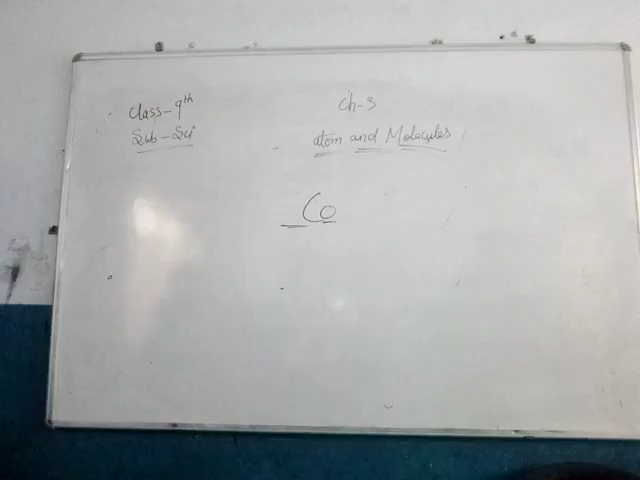 Class-9th
Sub-Sci
Ch-3
atom and Molecules
Co